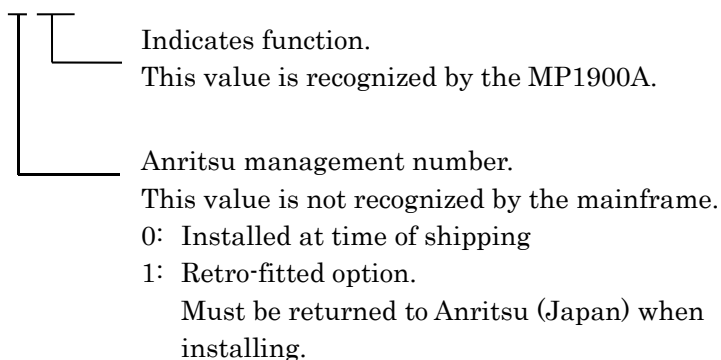 Indicates function.
This value is recognized by the MP1900A.
Anritsu management number.
This value is not recognized by the mainframe.
0: Installed at time of shipping
1: Retro-fitted option.
Must be returned to Anritsu (Japan) when
installing.